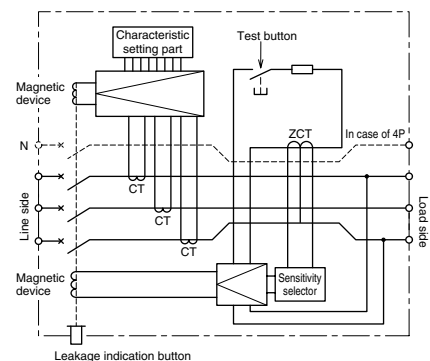 Characteristic
setting part
Test button
Magnetic
device
N
ZCT
In case of 4P
CT
CT
CT
Line side
Load side
Magnetic
device
Sensitivity
selector
Leakage indication button